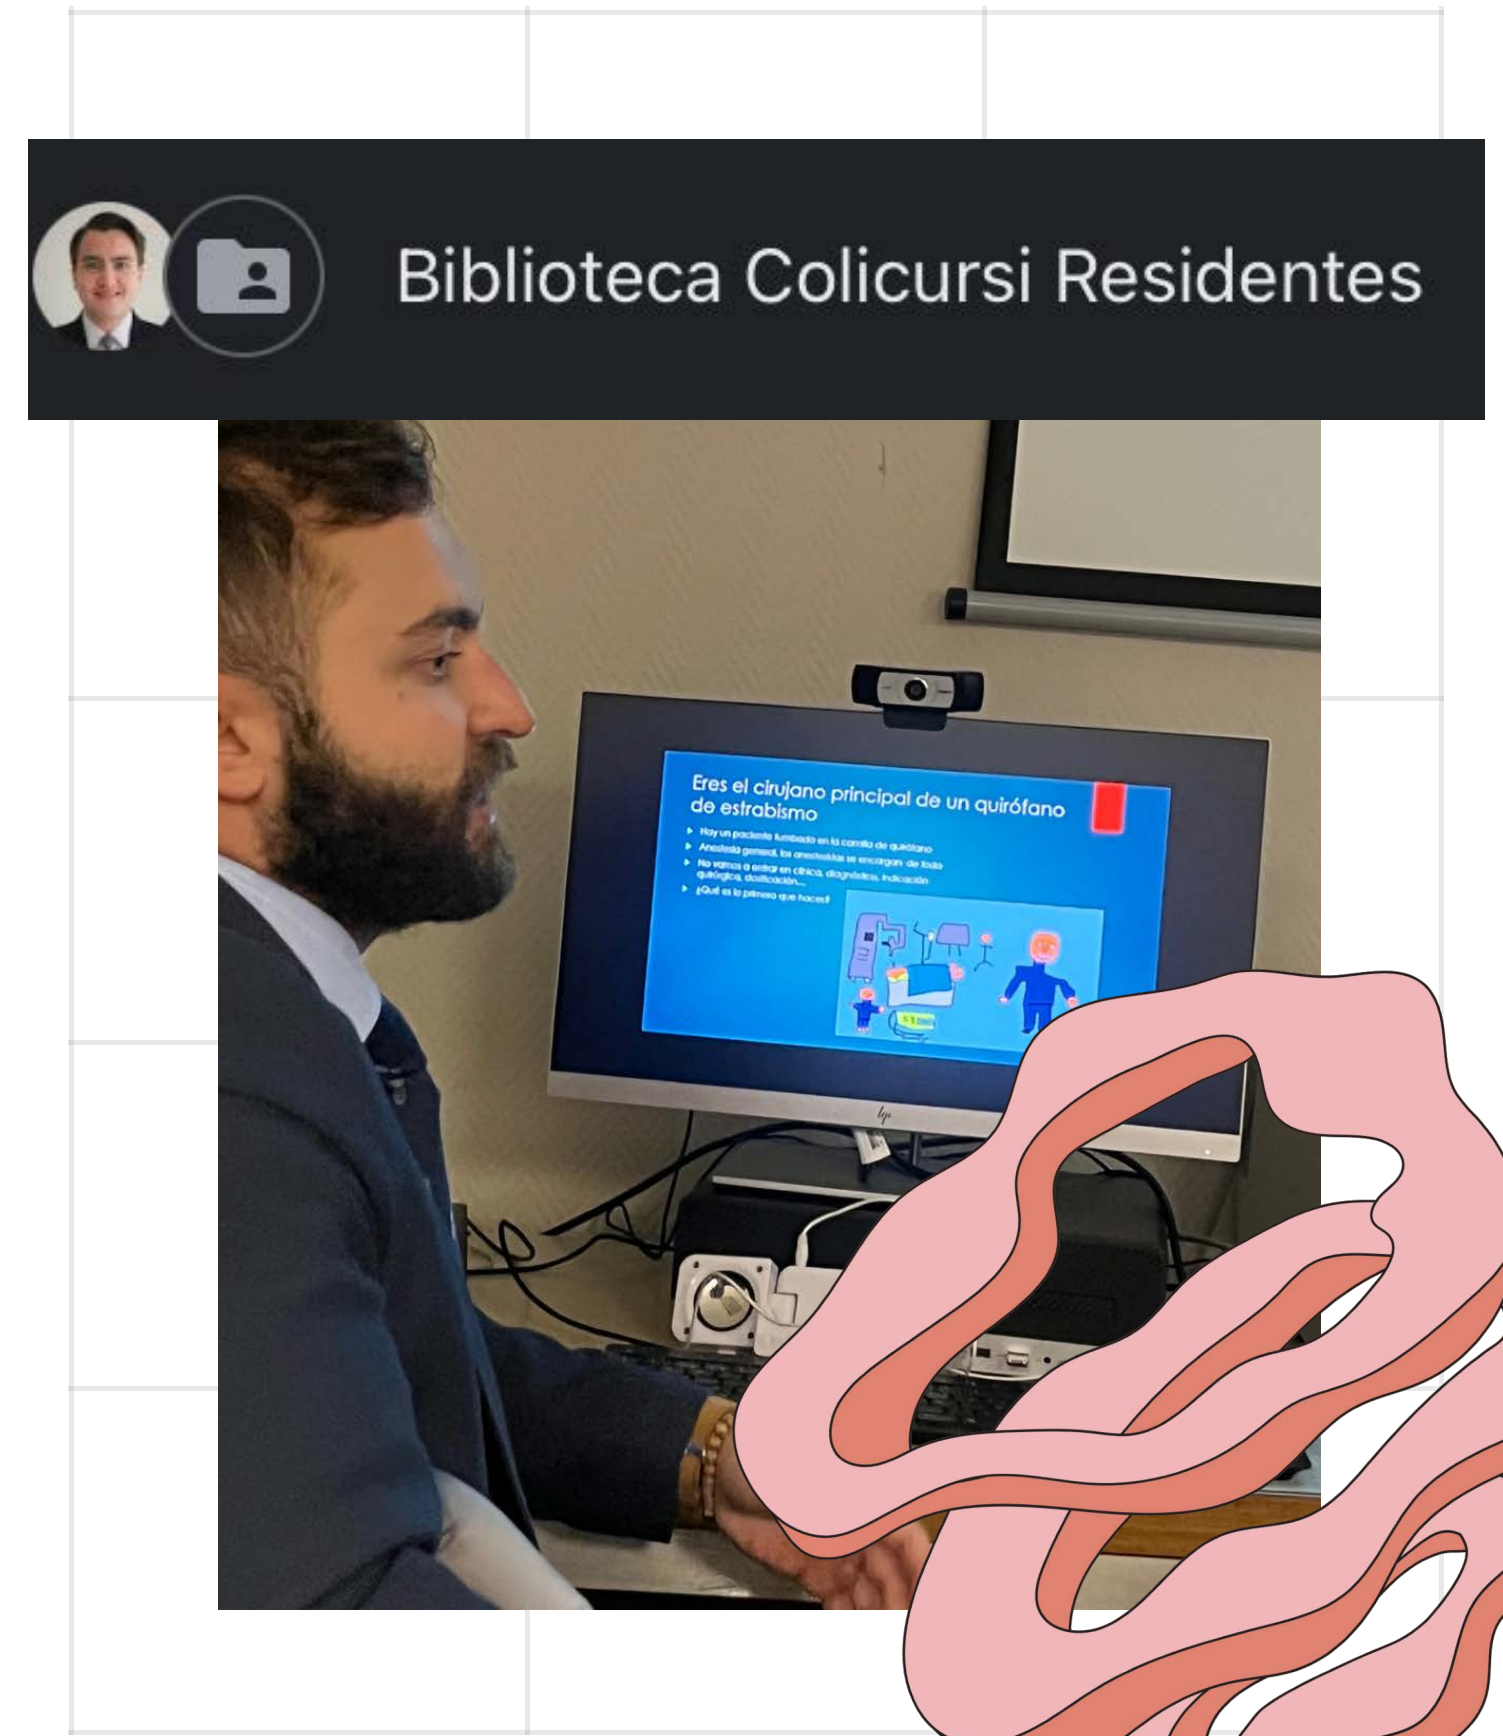 Biblioteca Colicursi Residentes
Eres el cirujano principal de un quirófano
de estrabismo
Hay un paciente tumbado en la camilla de quirófano
Anestesia general, los anestesistas se encargan de todo
No vamos a entrar en clínica, diagnóstico, indicación
quirúrgica, dosificación...
¿Qué es lo primero que haces?
hp